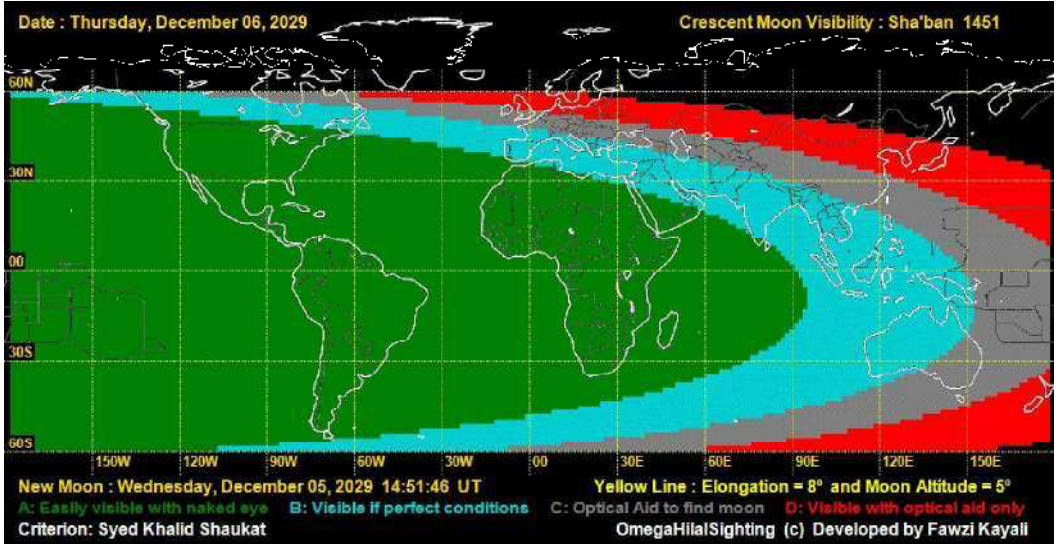 Date : Thursday, December 06, 2029
Crescent Moon Visibility : Sha'ban 1451
60N
30N
00
30S
60S
150W 120W 90W 60W 30W 00 30E 60E 90E 120E 150E
New Moon : Wednesday, December 05, 2029 14:51:46 UT
Yellow Line : Elongation = 8º and Moon Altitude = 5º
A: Easily visible with naked eye B: Visible if perfect conditions C: Optical Aid to find moon D: Visible with optical aid only
Criterion: Syed Khalid Shaukat
OmegaHilalSighting (c) Developed by Fawzi Kayali